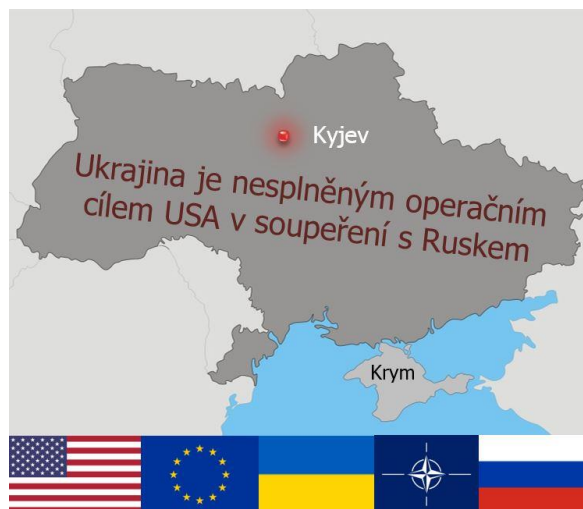 Kyjev
Ukrajina je nesplněným operačním
cílem USA v soupeření s Ruskem
Krym